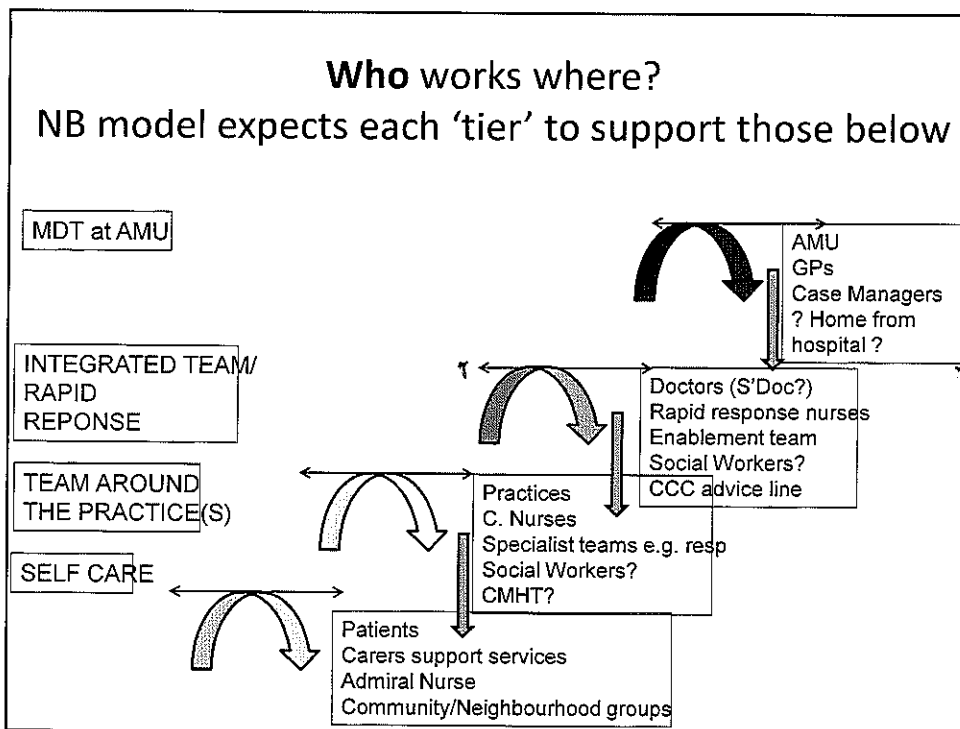 Who works where?
NB model expects each ‘tier’ to support those below
MDT at AMU
AMU
GPs
Case Managers
? Home from
hospital ?
INTEGRATED TEAM/
RAPID
REPONSE
Doctors (S’Doc?)
Rapid response nurses
Enablement team
Social Workers?
CCC advice line
TEAM AROUND
THE PRACTICE(S)
Practices
C. Nurses
Specialist teams e.g. resp
Social Workers?
CMHT?
SELF CARE
Patients
Carers support services
Admiral Nurse
Community/Neighbourhood groups